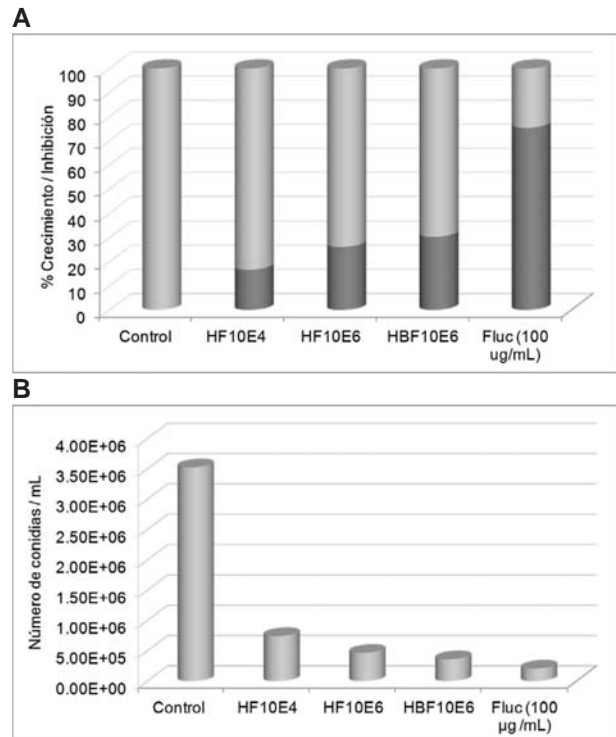 A
% Crecimiento / Inhibición
100
90
80
70
60
50
40
30
20
10
0
Control
HF10E4
HF10E6
HBF10E6
Fluc (100
ug/mL)
B
Número de conidias / mL
4.00E+06
3.50E+06
3.00E+06
2.50E+06
2.00E+06
1.50E+06
1.00E+06
5.00E+05
0.00E+00
Control
HF10E4
HF10E6
HBF10E6
Fluc (100
µg /mL)